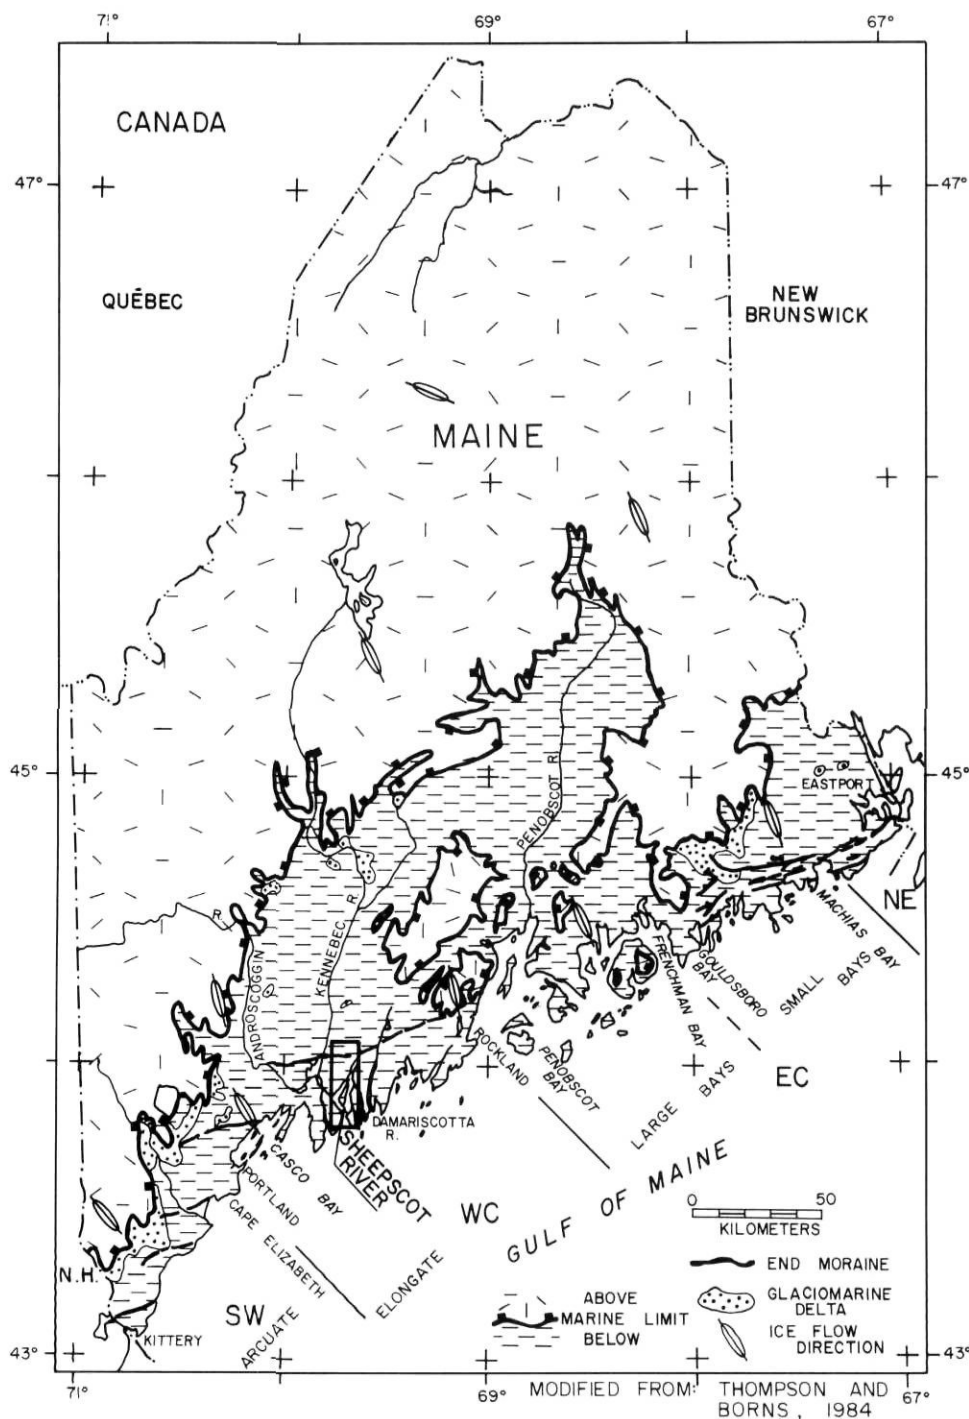 71°
69°
67°
CANADA
47°
47°
QUÉBEC
NEW
BRUNSWICK
MAINE
45°
45°
EASTPORT
PENOBSCOT R.
NE
MACHIAS BAY
R.
KENNEBEC R.
ANDROSCOGGIN
FRENCHMAN BAY
GOULDSBORO
BAY
SMALL BAYS
ROCKLAND
PENOBSCOT
BAY
LARGE BAYS
EC
DAMARISCOTTA
R.
SHEEPSCOT
RIVER
CASCO BAY
PORTLAND
CAPE ELIZABETH
WC
GULF OF MAINE
ELONGATE
N.H.
SW
ARCUATE
KITTERY
0 50
KILOMETERS
END MORAINE
GLACIOMARINE
DELTA
ICE FLOW
DIRECTION
ABOVE
MARINE LIMIT
BELOW
43°
43°
71°
69°
67°
MODIFIED FROM: THOMPSON AND
BORNS, 1984